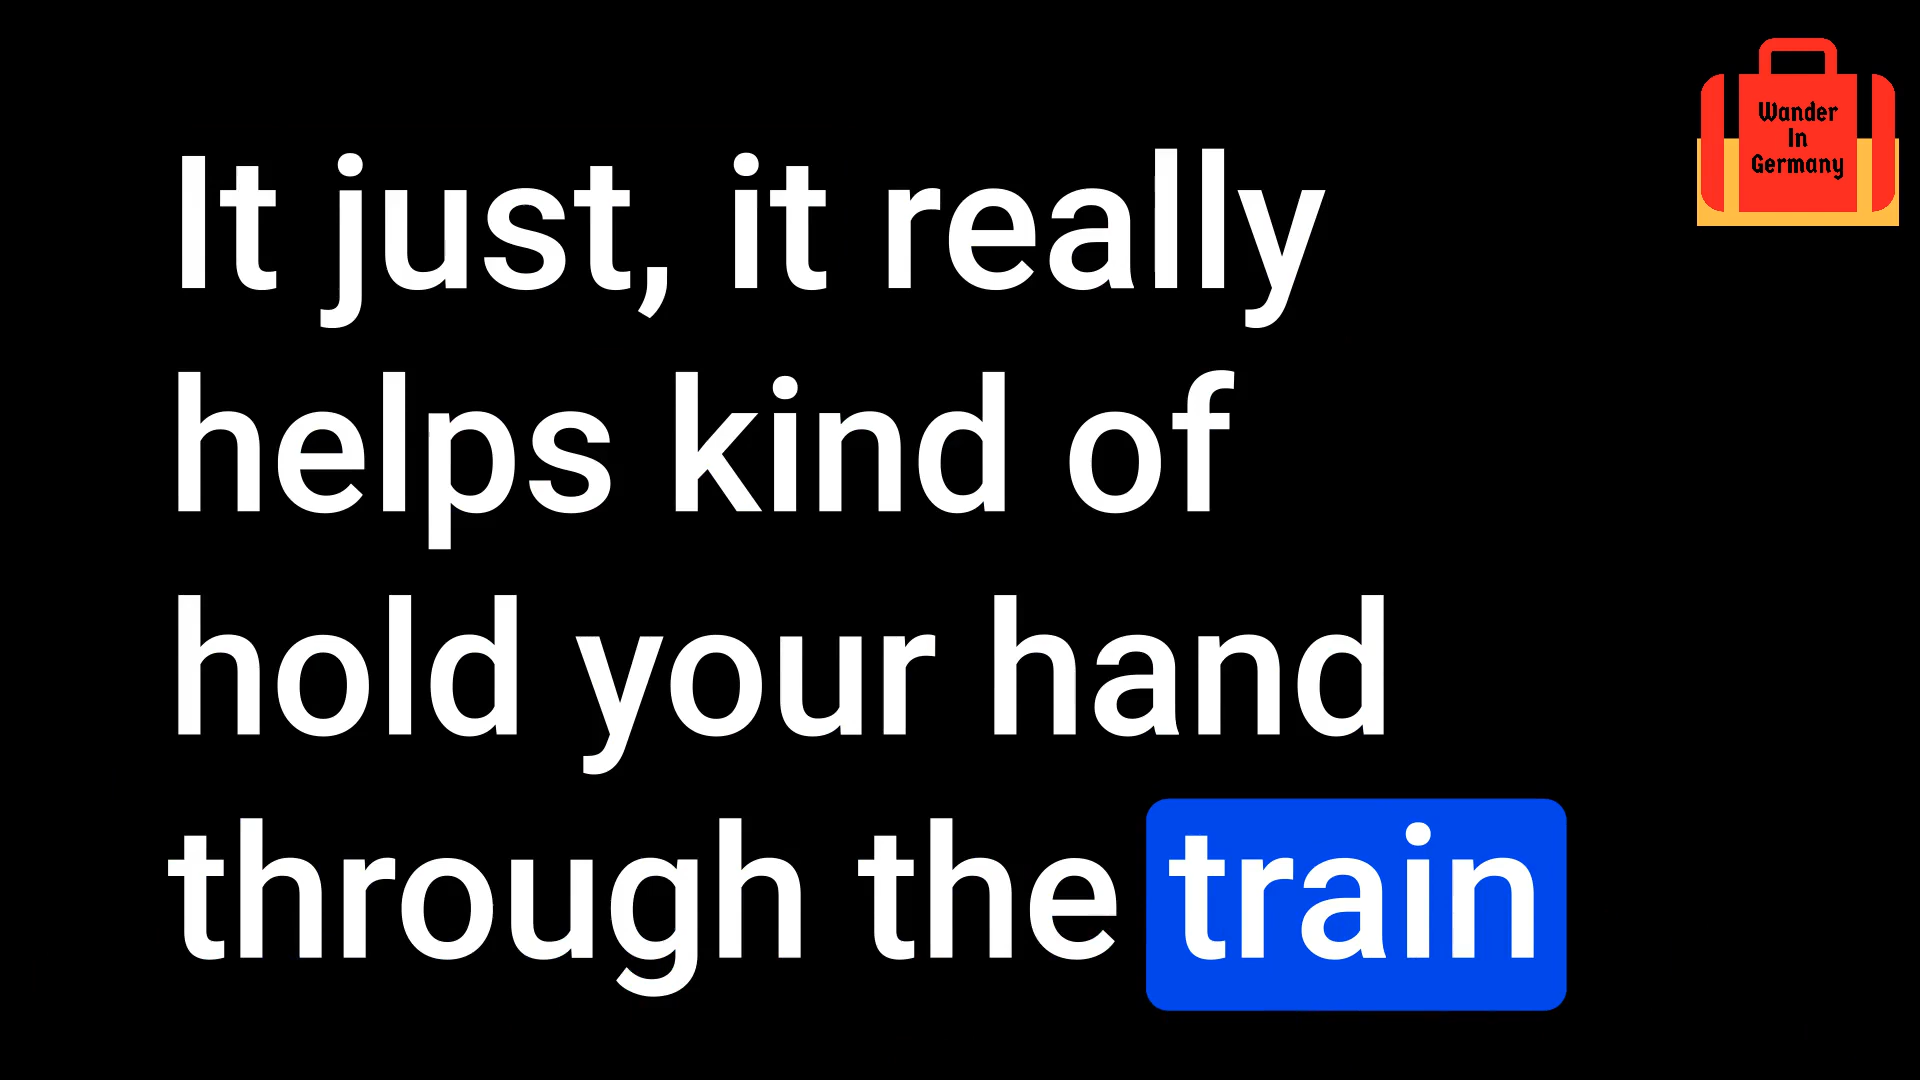 It just, it really
helps kind of
hold your hand
through the train
Wander
In
Germany